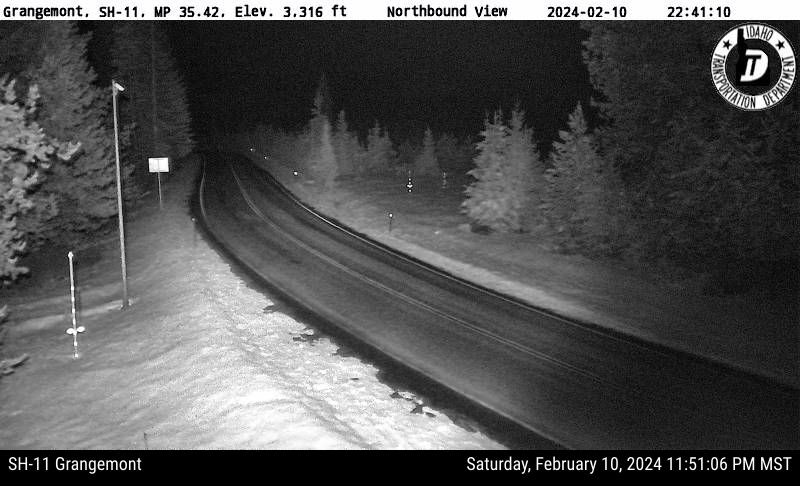 Grangemont, SH-11, MP 35.42, Elev. 3,316 ft Northbound View 2024-02-10 22:41:10
IDAHO
TRANSPORTATION DEPARTMENT
SH-11 Grangemont Saturday, February 10, 2024 11:51:06 PM MST